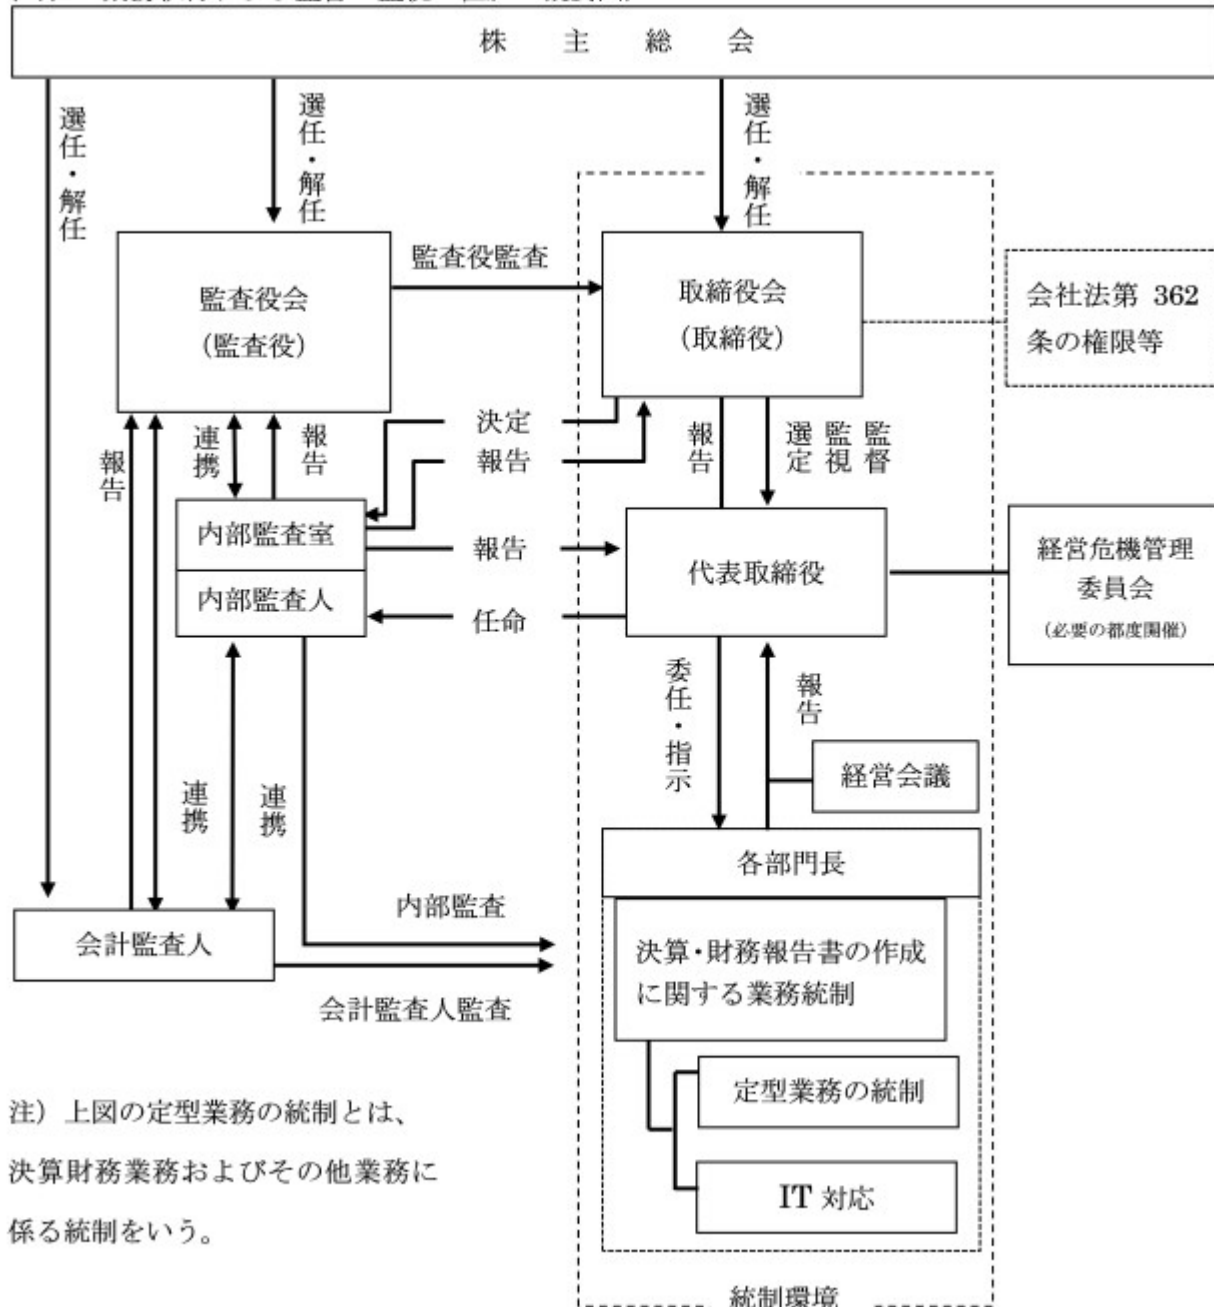 株主総会
選任・解任
選任・解任
選任・解任
監査役会
(監査役)
監査役監査
取締役会
(取締役)
会社法第 362
条の権限等
報告
連携
報告
決定
報告
報告
選定
監視
監督
内部監査室
内部監査人
報告
任命
代表取締役
経営危機管理
委員会
(必要の都度開催)
委任・指示
報告
経営会議
連携
連携
各部門長
内部監査
会計監査人
会計監査人監査
決算・財務報告書の作成
に関する業務統制
定型業務の統制
IT 対応
注）上図の定型業務の統制とは、
決算財務業務およびその他業務に
係る統制をいう。
統制環境